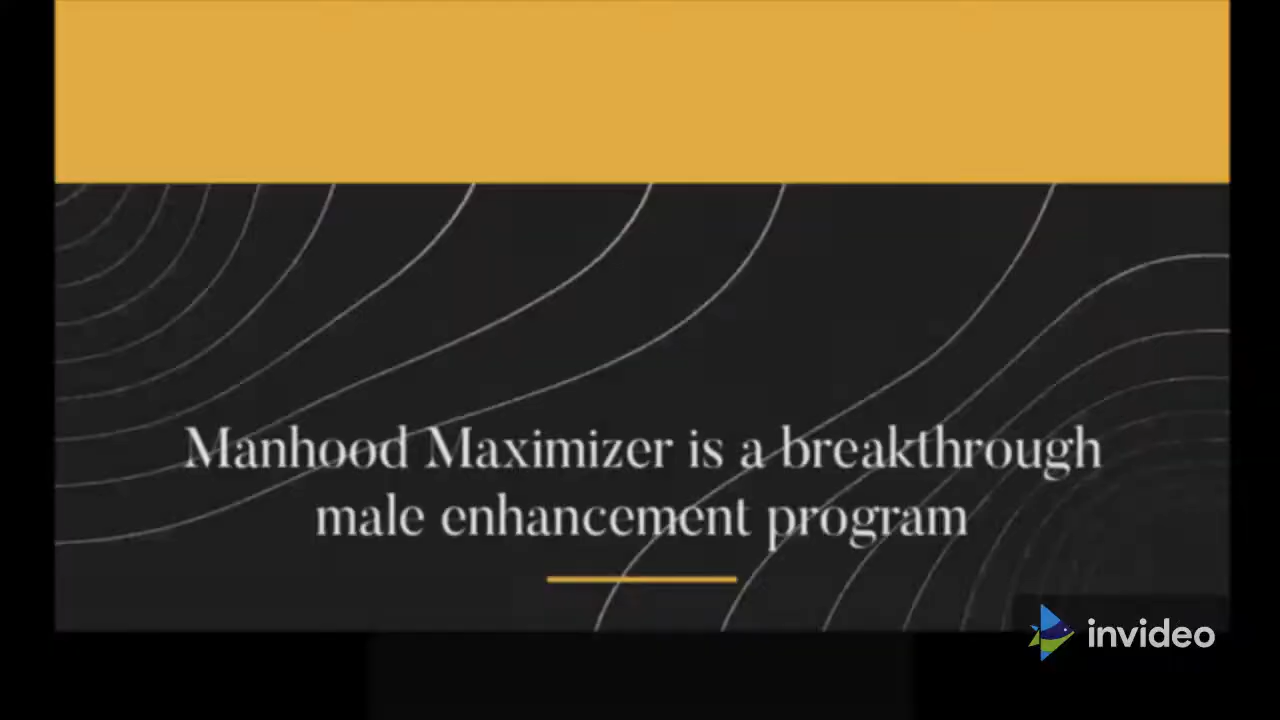 Manhood Maximizer is a breakthrough
male enhancement program
invideo